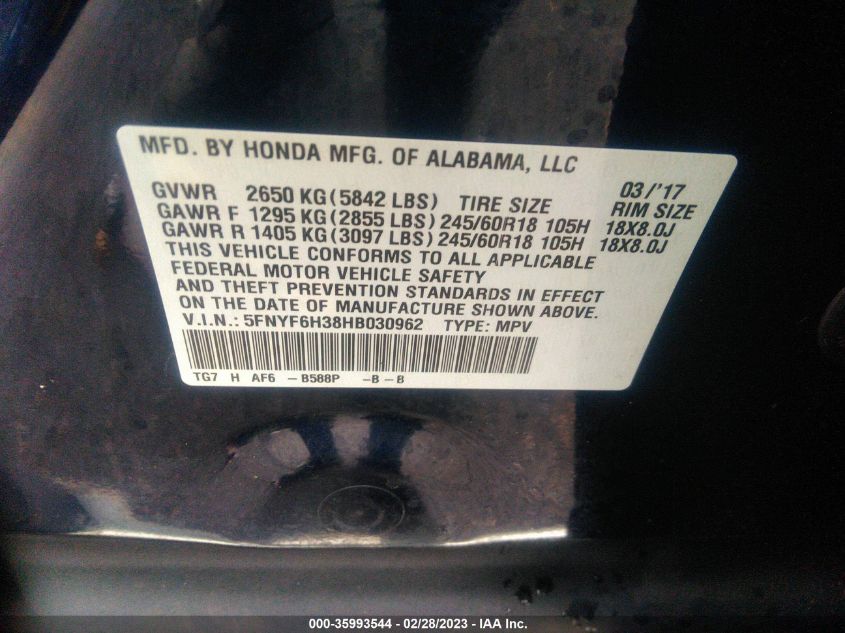 MFD. BY HONDA MFG. OF ALABAMA, LLC
GVWR 2650 KG (5842 LBS) TIRE SIZE 03/'17 RIM SIZE
GAWR F 1295 KG (2855 LBS) 245/60R18 105H 18X8.0J
GAWR R 1405 KG (3097 LBS) 245/60R18 105H 18X8.0J
THIS VEHICLE CONFORMS TO ALL APPLICABLE
FEDERAL MOTOR VEHICLE SAFETY
AND THEFT PREVENTION STANDARDS IN EFFECT
ON THE DATE OF MANUFACTURE SHOWN ABOVE.
V.I.N.: 5FNYF6H38HB030962 TYPE: MPV
TG7 H AF6 - B588P - B - B
000-35993544 / 02/28/2023 - IAA Inc.